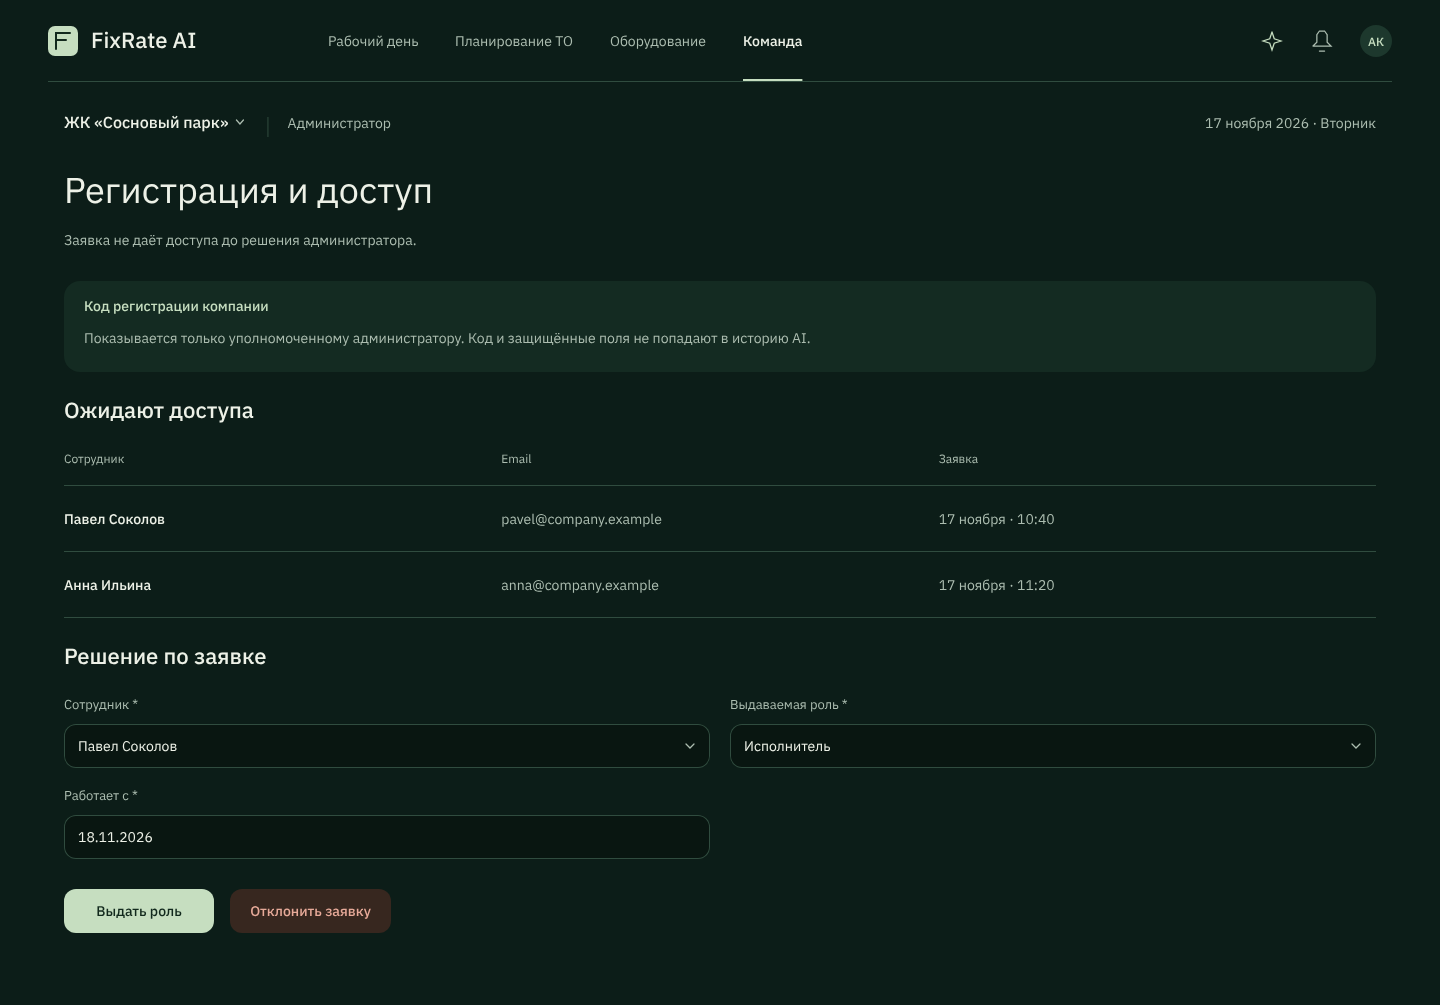 FixRate AI
Рабочий день
Планирование ТО
Оборудование
Команда
АК
ЖК «Сосновый парк»
Администратор
17 ноября 2026 · Вторник
Регистрация и доступ
Заявка не даёт доступа до решения администратора.
Код регистрации компании
Показывается только уполномоченному администратору. Код и защищённые поля не попадают в историю AI.
Ожидают доступа
Сотрудник
Email
Заявка
Павел Соколов
pavel@company.example
17 ноября · 10:40
Анна Ильина
anna@company.example
17 ноября · 11:20
Решение по заявке
Сотрудник *
Выдаваемая роль *
Павел Соколов
Исполнитель
Работает с *
18.11.2026
Выдать роль
Отклонить заявку